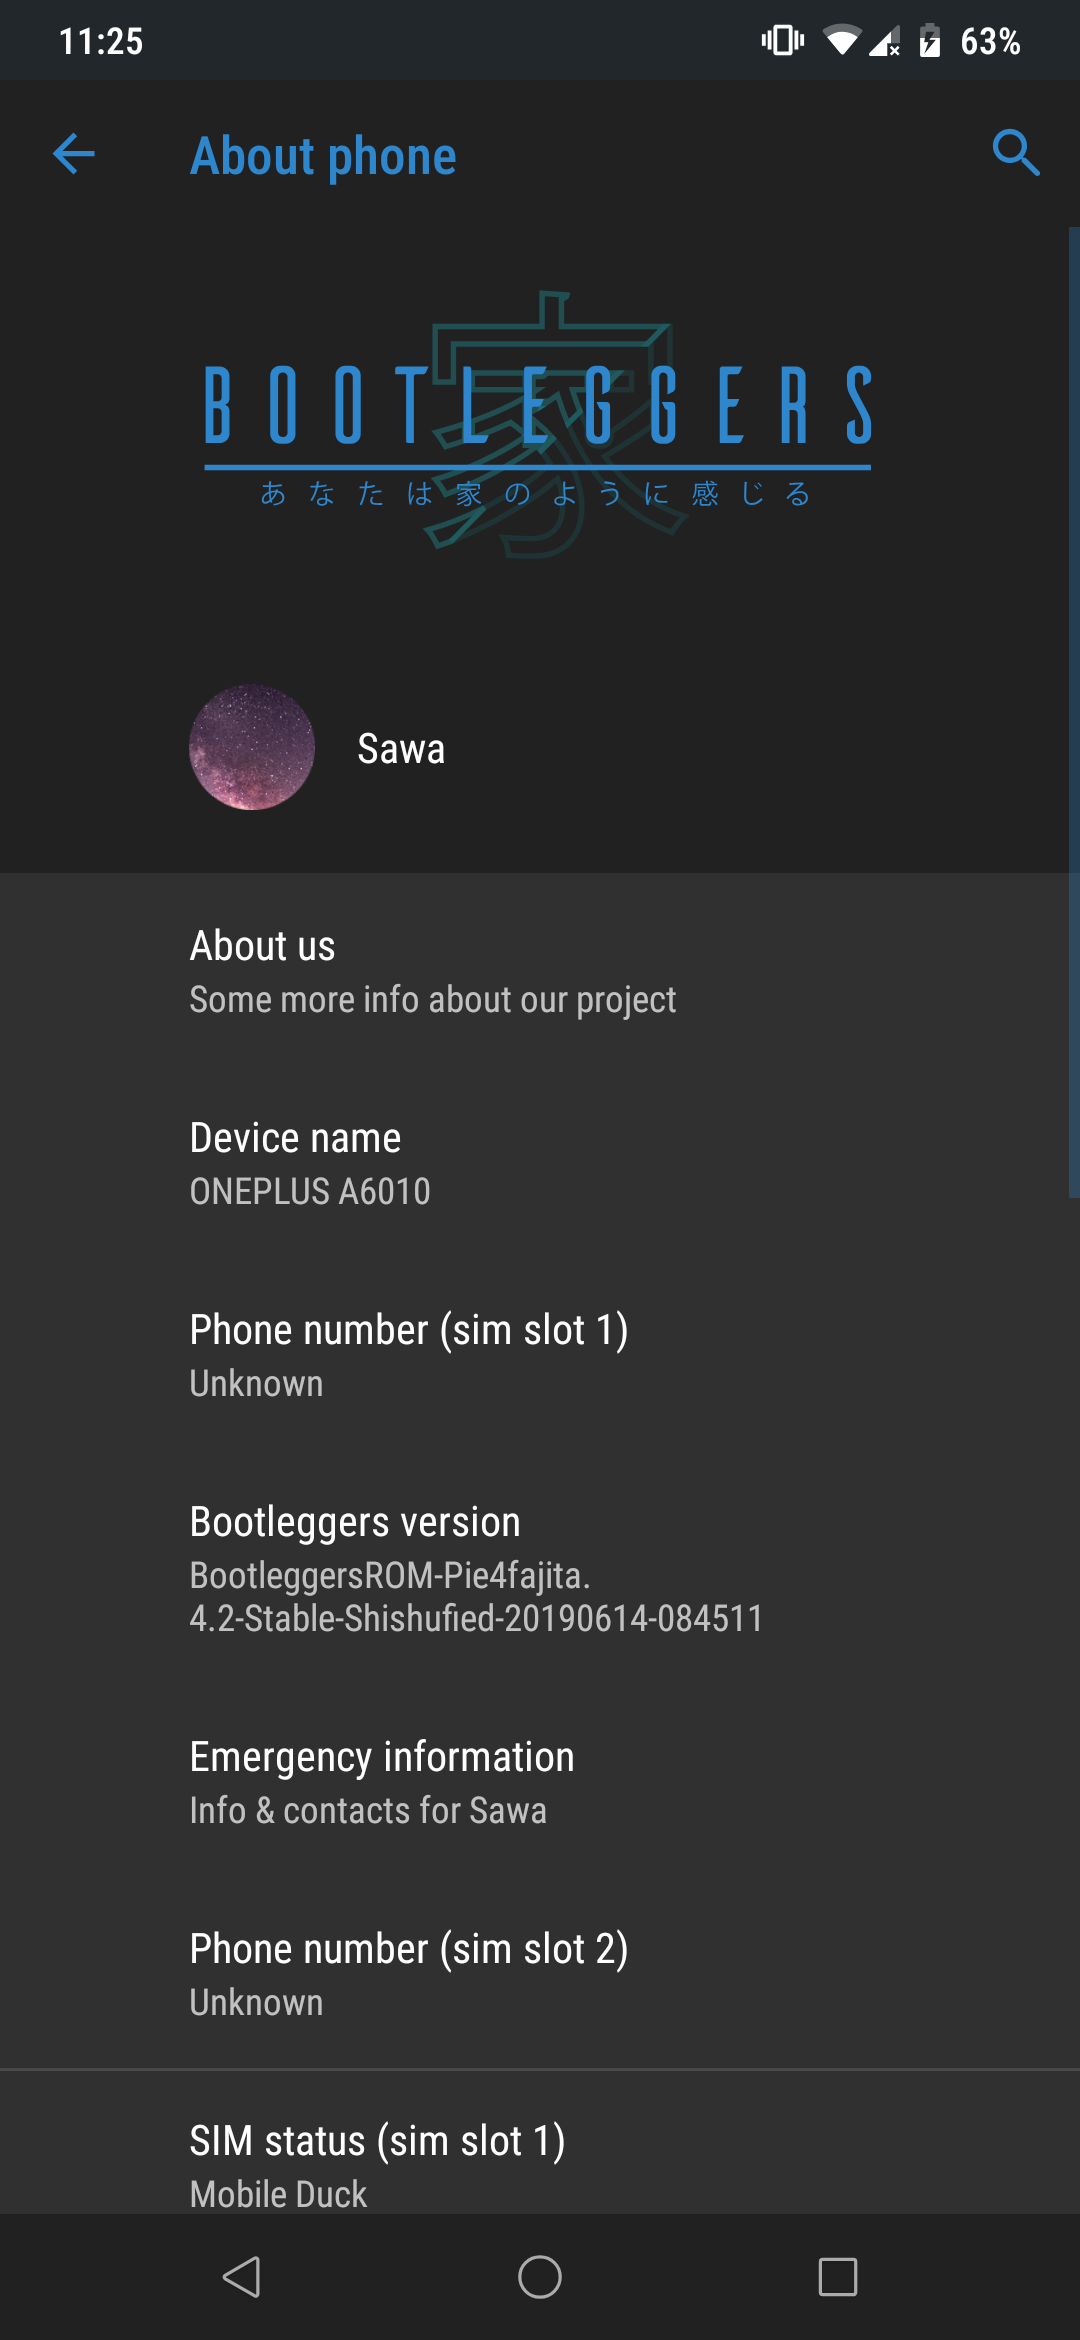 11:25
63%
About phone
家
BOOTLEGGERS
あなたは家のように感じる
Sawa
About us
Some more info about our project
Device name
ONEPLUS A6010
Phone number (sim slot 1)
Unknown
Bootleggers version
BootleggersROM-Pie4fajita.
4.2-Stable-Shishufied-20190614-084511
Emergency information
Info & contacts for Sawa
Phone number (sim slot 2)
Unknown
SIM status (sim slot 1)
Mobile Duck